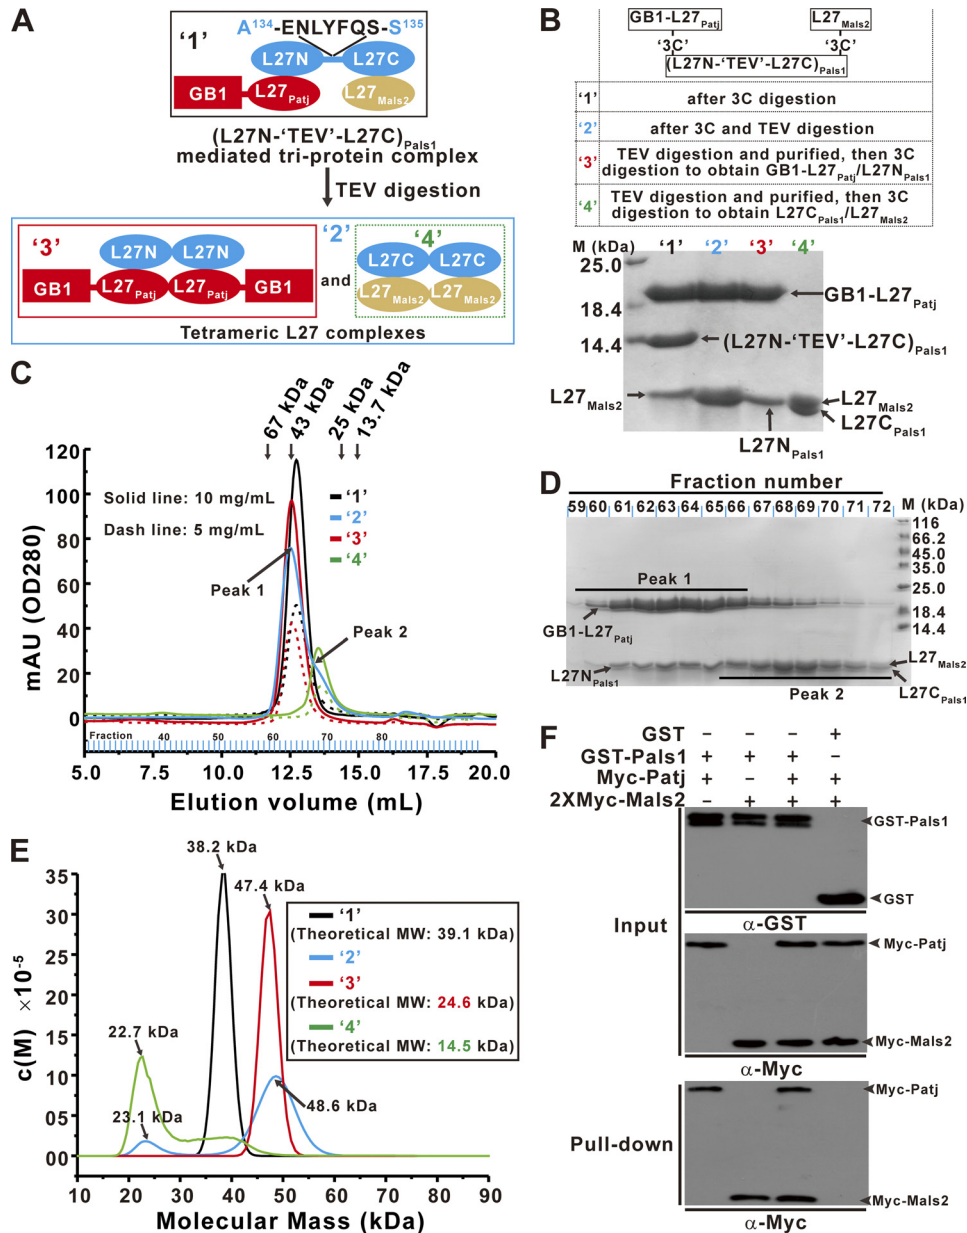 A
'1'
A134-ENLYFQS-S135
L27N
L27C
GB1
L27Patj
L27Mals2
(L27N-'TEV'-L27C)Pals1
mediated tri-protein complex
TEV digestion
'3'
'2'
'4'
L27N
L27N
L27C
L27C
GB1
L27Patj
L27Patj
GB1
and
L27Mals2
L27Mals2
Tetrameric L27 complexes
B
GB1-L27Patj
L27Mals2
'3C'
'3C'
(L27N-'TEV'-L27C)Pals1
'1'
after 3C digestion
'2'
after 3C and TEV digestion
'3'
TEV digestion and purified, then 3C
digestion to obtain GB1-L27Patj/L27NPals1
'4'
TEV digestion and purified, then 3C
digestion to obtain L27CPals1/L27Mals2
M (kDa) '1' '2' '3' '4'
25.0
18.4
14.4
GB1-L27Patj
(L27N-'TEV'-L27C)Pals1
L27Mals2
L27Mals2
L27CPals1
L27NPals1
C
67 kDa
43 kDa
25 kDa
13.7 kDa
120
100
80
60
40
20
0
mAU (OD280)
Solid line: 10 mg/mL
Dash line: 5 mg/mL
'1'
'2'
'3'
'4'
Peak 1
Peak 2
Fraction 40 50 60 70 80
5.0 7.5 10.0 12.5 15.0 17.5 20.0
Elution volume (mL)
D
Fraction number
59 60 61 62 63 64 65 66 67 68 69 70 71 72
M (kDa)
116
66.2
45.0
35.0
25.0
18.4
14.4
Peak 1
GB1-L27Patj
L27NPals1
Peak 2
L27Mals2
L27CPals1
E
35
30
25
20
15
10
05
00
c(M) ×10-5
38.2 kDa
47.4 kDa
22.7 kDa
23.1 kDa
48.6 kDa
'1'
(Theoretical MW: 39.1 kDa)
'2'
'3'
(Theoretical MW: 24.6 kDa)
'4'
(Theoretical MW: 14.5 kDa)
10 20 30 40 50 60 70 80 90
Molecular Mass (kDa)
F
GST - - - +
GST-Pals1 + + + -
Myc-Patj + - + +
2XMyc-Mals2 - + + +
GST-Pals1
GST
α-GST
Input
Myc-Patj
Myc-Mals2
α-Myc
Pull-down
Myc-Patj
Myc-Mals2
α-Myc